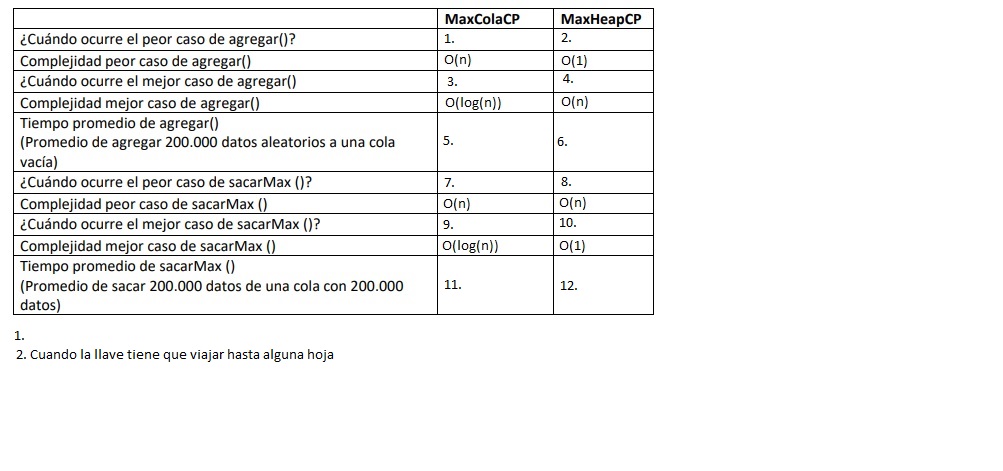 MaxColaCP MaxHeapCP
¿Cuándo ocurre el peor caso de agregar()? 1. 2.
Complejidad peor caso de agregar() O(n) O(1)
¿Cuándo ocurre el mejor caso de agregar() 3. 4.
Complejidad mejor caso de agregar() O(log(n)) O(n)
Tiempo promedio de agregar()
(Promedio de agregar 200.000 datos aleatorios a una cola 5. 6.
vacía)
¿Cuándo ocurre el peor caso de sacarMax ()? 7. 8.
Complejidad peor caso de sacarMax () O(n) O(n)
¿Cuándo ocurre el mejor caso de sacarMax ()? 9. 10.
Complejidad mejor caso de sacarMax () O(log(n)) O(1)
Tiempo promedio de sacarMax ()
(Promedio de sacar 200.000 datos de una cola con 200.000 11. 12.
datos)
1.
2. Cuando la llave tiene que viajar hasta alguna hoja